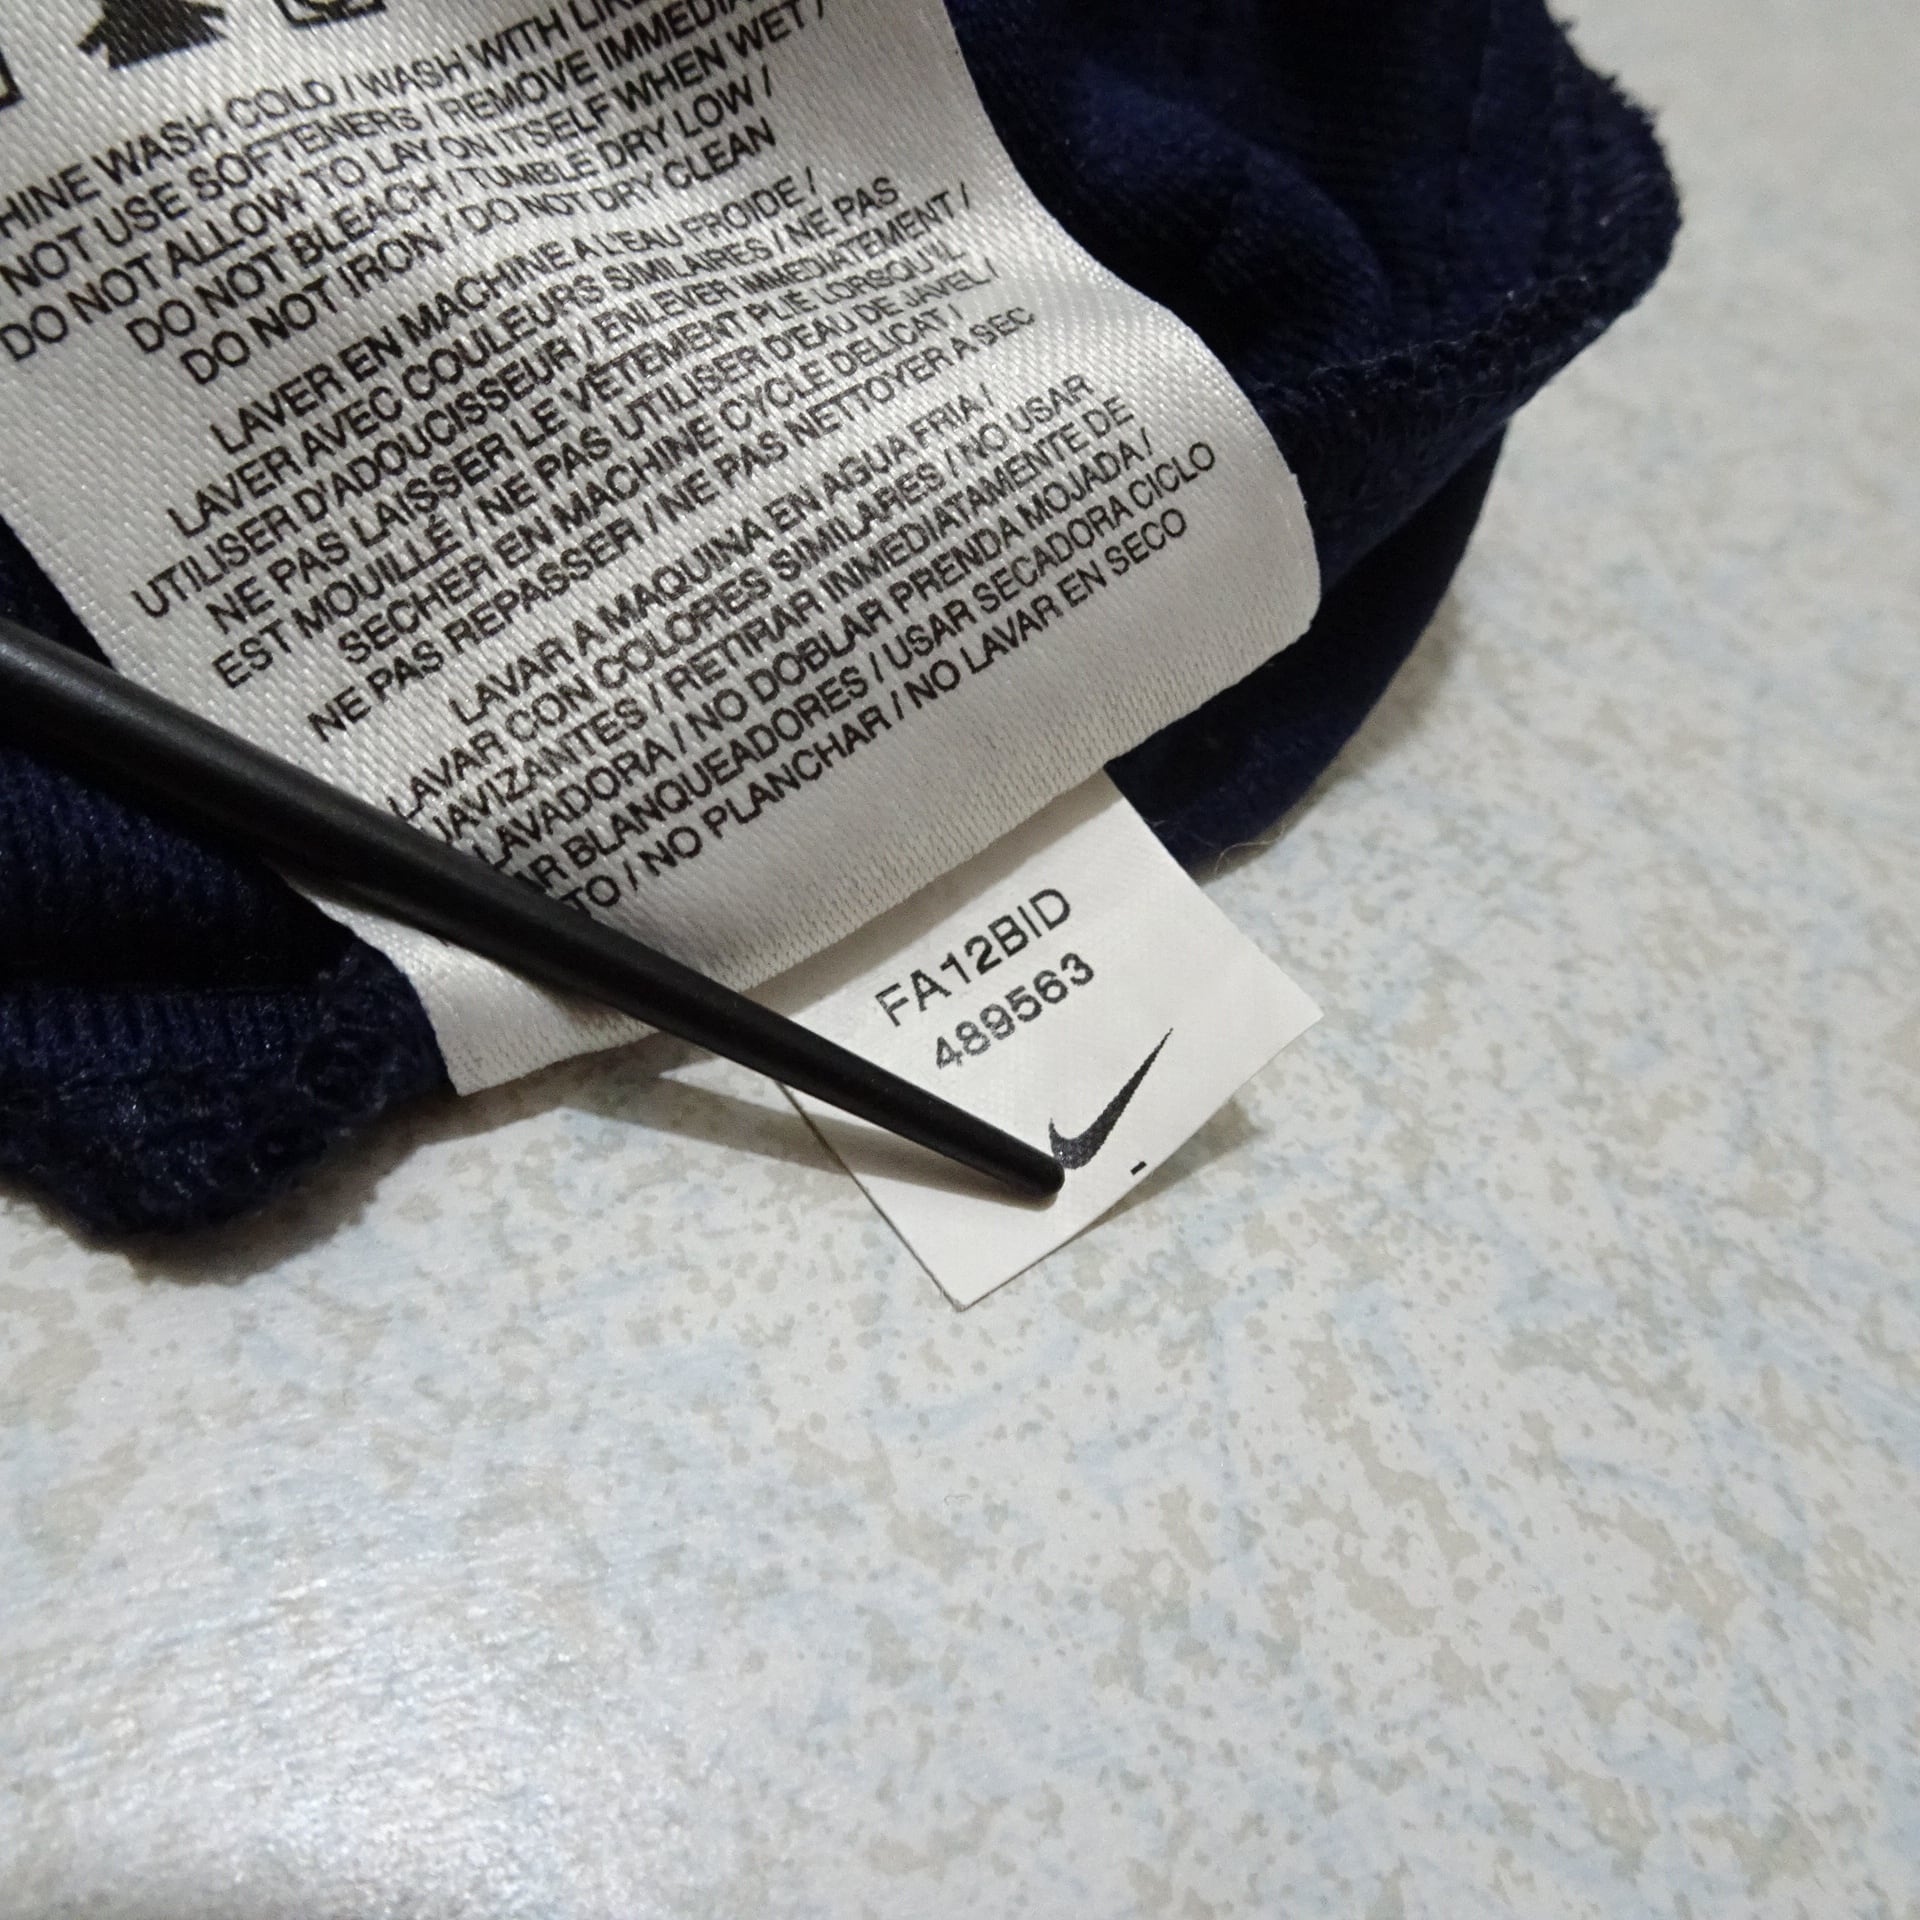 HINE WASH COLD / WASH WITH LIKE
NOT USE SOFTENERS / REMOVE IMMEDIA
DO NOT ALLOW TO LAY ON ITSELF WHEN WET /
DO NOT BLEACH / TUMBLE DRY LOW /
DO NOT IRON / DO NOT DRY CLEAN
LAVER EN MACHINE A L'EAU FROIDE /
LAVER AVEC COULEURS SIMILAIRES / NE PAS
UTILISER D'ADOUCISSEUR / ENLEVER IMMEDIATEMENT /
NE PAS LAISSER LE VÊTEMENT PLIE LORSQU'IL
EST MOUILLÉ / NE PAS UTILISER D'EAU DE JAVEL /
SECHER EN MACHINE CYCLE DELICAT /
NE PAS REPASSER / NE PAS NETTOYER A SEC
LAVAR A MAQUINA EN AGUA FRIA /
LAVAR CON COLORES SIMILARES / NO USAR
AVIZANTES / RETIRAR INMEDIATAMENTE DE
LAVADORA / NO DOBLAR PRENDA MOJADA /
AR BLANQUEADORES / USAR SECADORA CICLO
TO / NO PLANCHAR / NO LAVAR EN SECO
FA12BID
489563
-